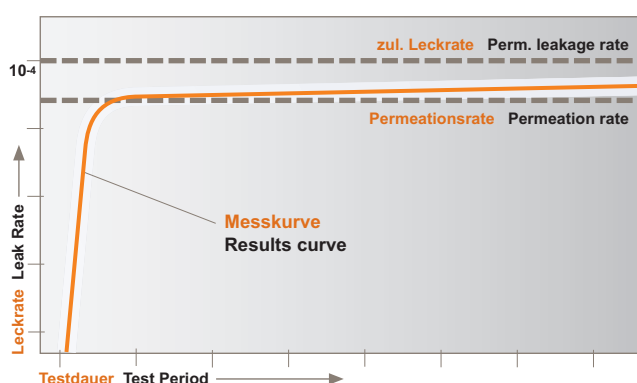 zul. Leckrate Perm. leakage rate
10-4
Permeationsrate Permeation rate
Messkurve
Results curve
Leckrate Leak Rate
Testdauer Test Period